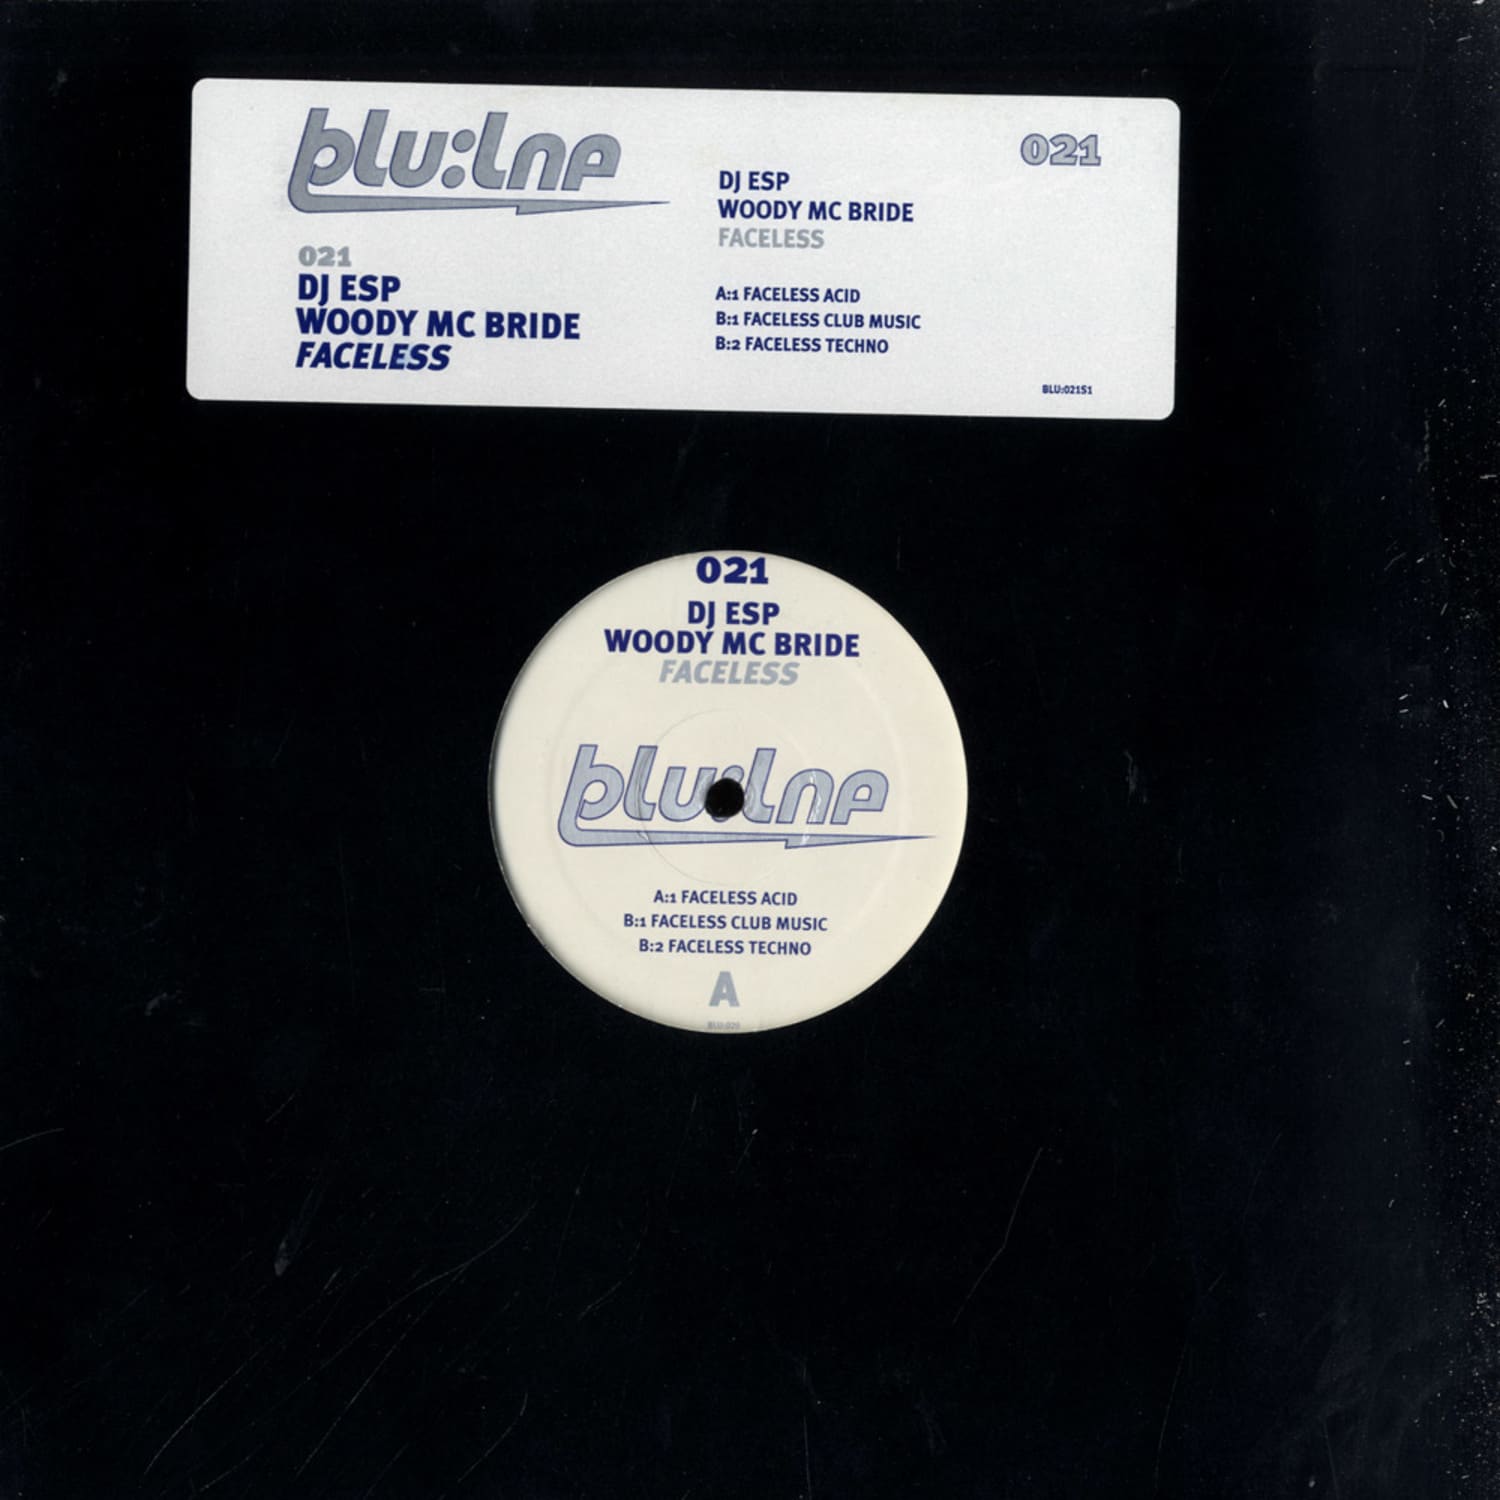 blu:lnp
021
DJ ESP
WOODY MC BRIDE
FACELESS
021
DJ ESP
WOODY MC BRIDE
FACELESS
A:1 FACELESS ACID
B:1 FACELESS CLUB MUSIC
B:2 FACELESS TECHNO
BLU:021S1
021
DJ ESP
WOODY MC BRIDE
FACELESS
blu:lnp
A:1 FACELESS ACID
B:1 FACELESS CLUB MUSIC
B:2 FACELESS TECHNO
A